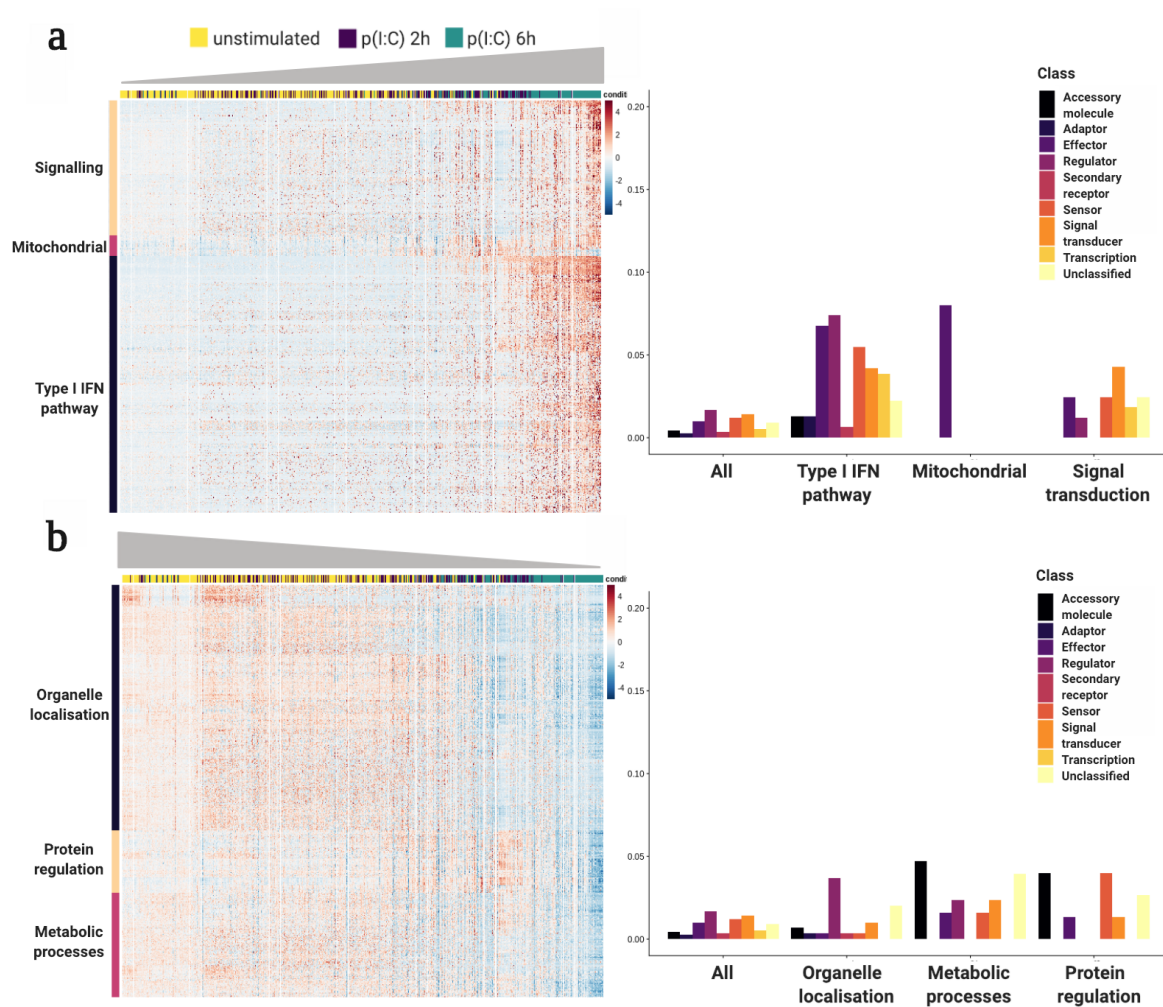 a
unstimulated p(I:C) 2h p(I:C) 6h
condit
4
2
0
-2
-4
Signalling
Mitochondrial
Type I IFN
pathway
Class
Accessory
molecule
Adaptor
Effector
Regulator
Secondary
receptor
Sensor
Signal
transducer
Transcription
Unclassified
0.20
0.15
0.10
0.05
0.00
All
Type I IFN
pathway
Mitochondrial
Signal
transduction
b
condit
4
2
0
-2
-4
Organelle
localisation
Protein
regulation
Metabolic
processes
Class
Accessory
molecule
Adaptor
Effector
Regulator
Secondary
receptor
Sensor
Signal
transducer
Transcription
Unclassified
0.20
0.15
0.10
0.05
0.00
All
Organelle
localisation
Metabolic
processes
Protein
regulation